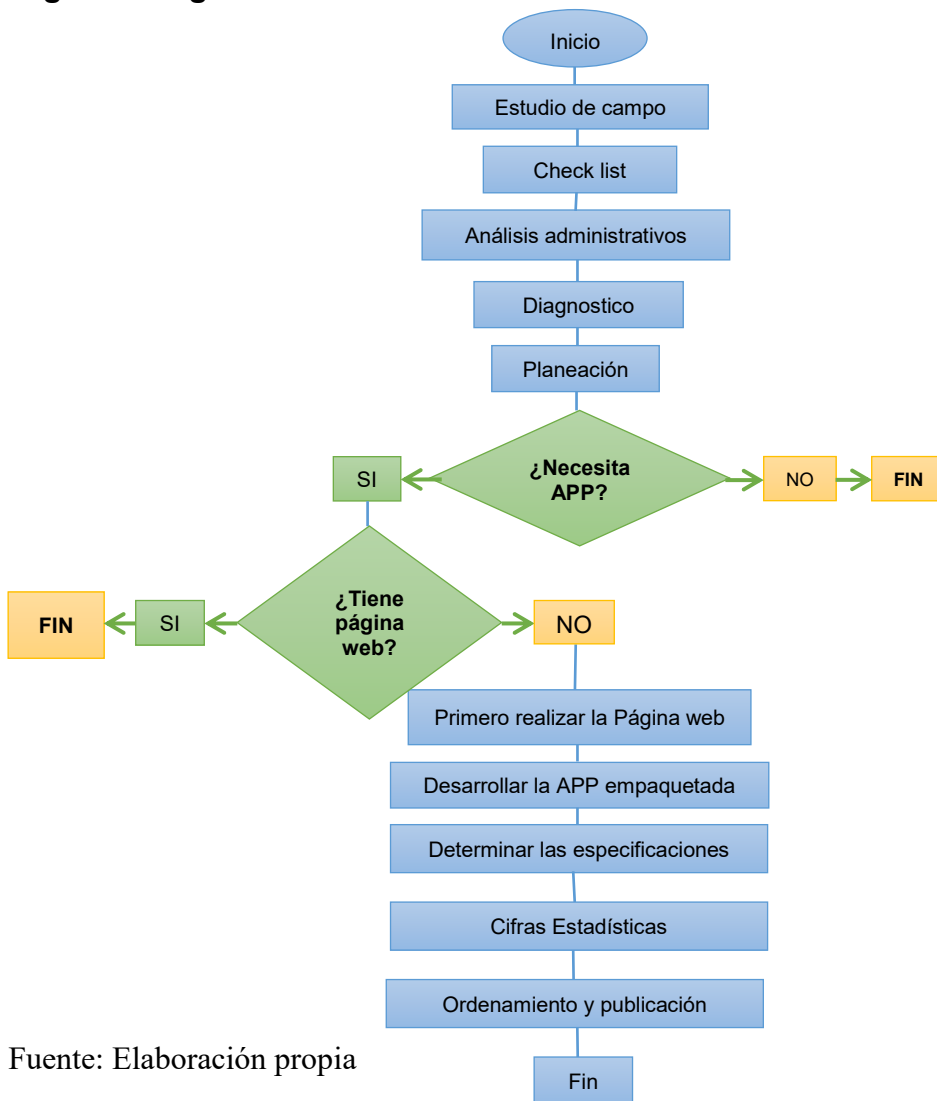 Inicio
Estudio de campo
Check list
Análisis administrativos
Diagnostico
Planeación
¿Necesita
APP?
SI
NO
FIN
¿Tiene
página
web?
FIN
SI
NO
Primero realizar la Página web
Desarrollar la APP empaquetada
Determinar las especificaciones
Cifras Estadísticas
Ordenamiento y publicación
Fuente: Elaboración propia
Fin